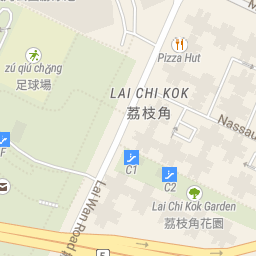 Pizza Hut
zú qiú chǎng
足球場
LAI CHI KOK
荔枝角
Nassau
F
C1
C2
Lai Wan Road
Lai Chi Kok Garden
荔枝角花園
5